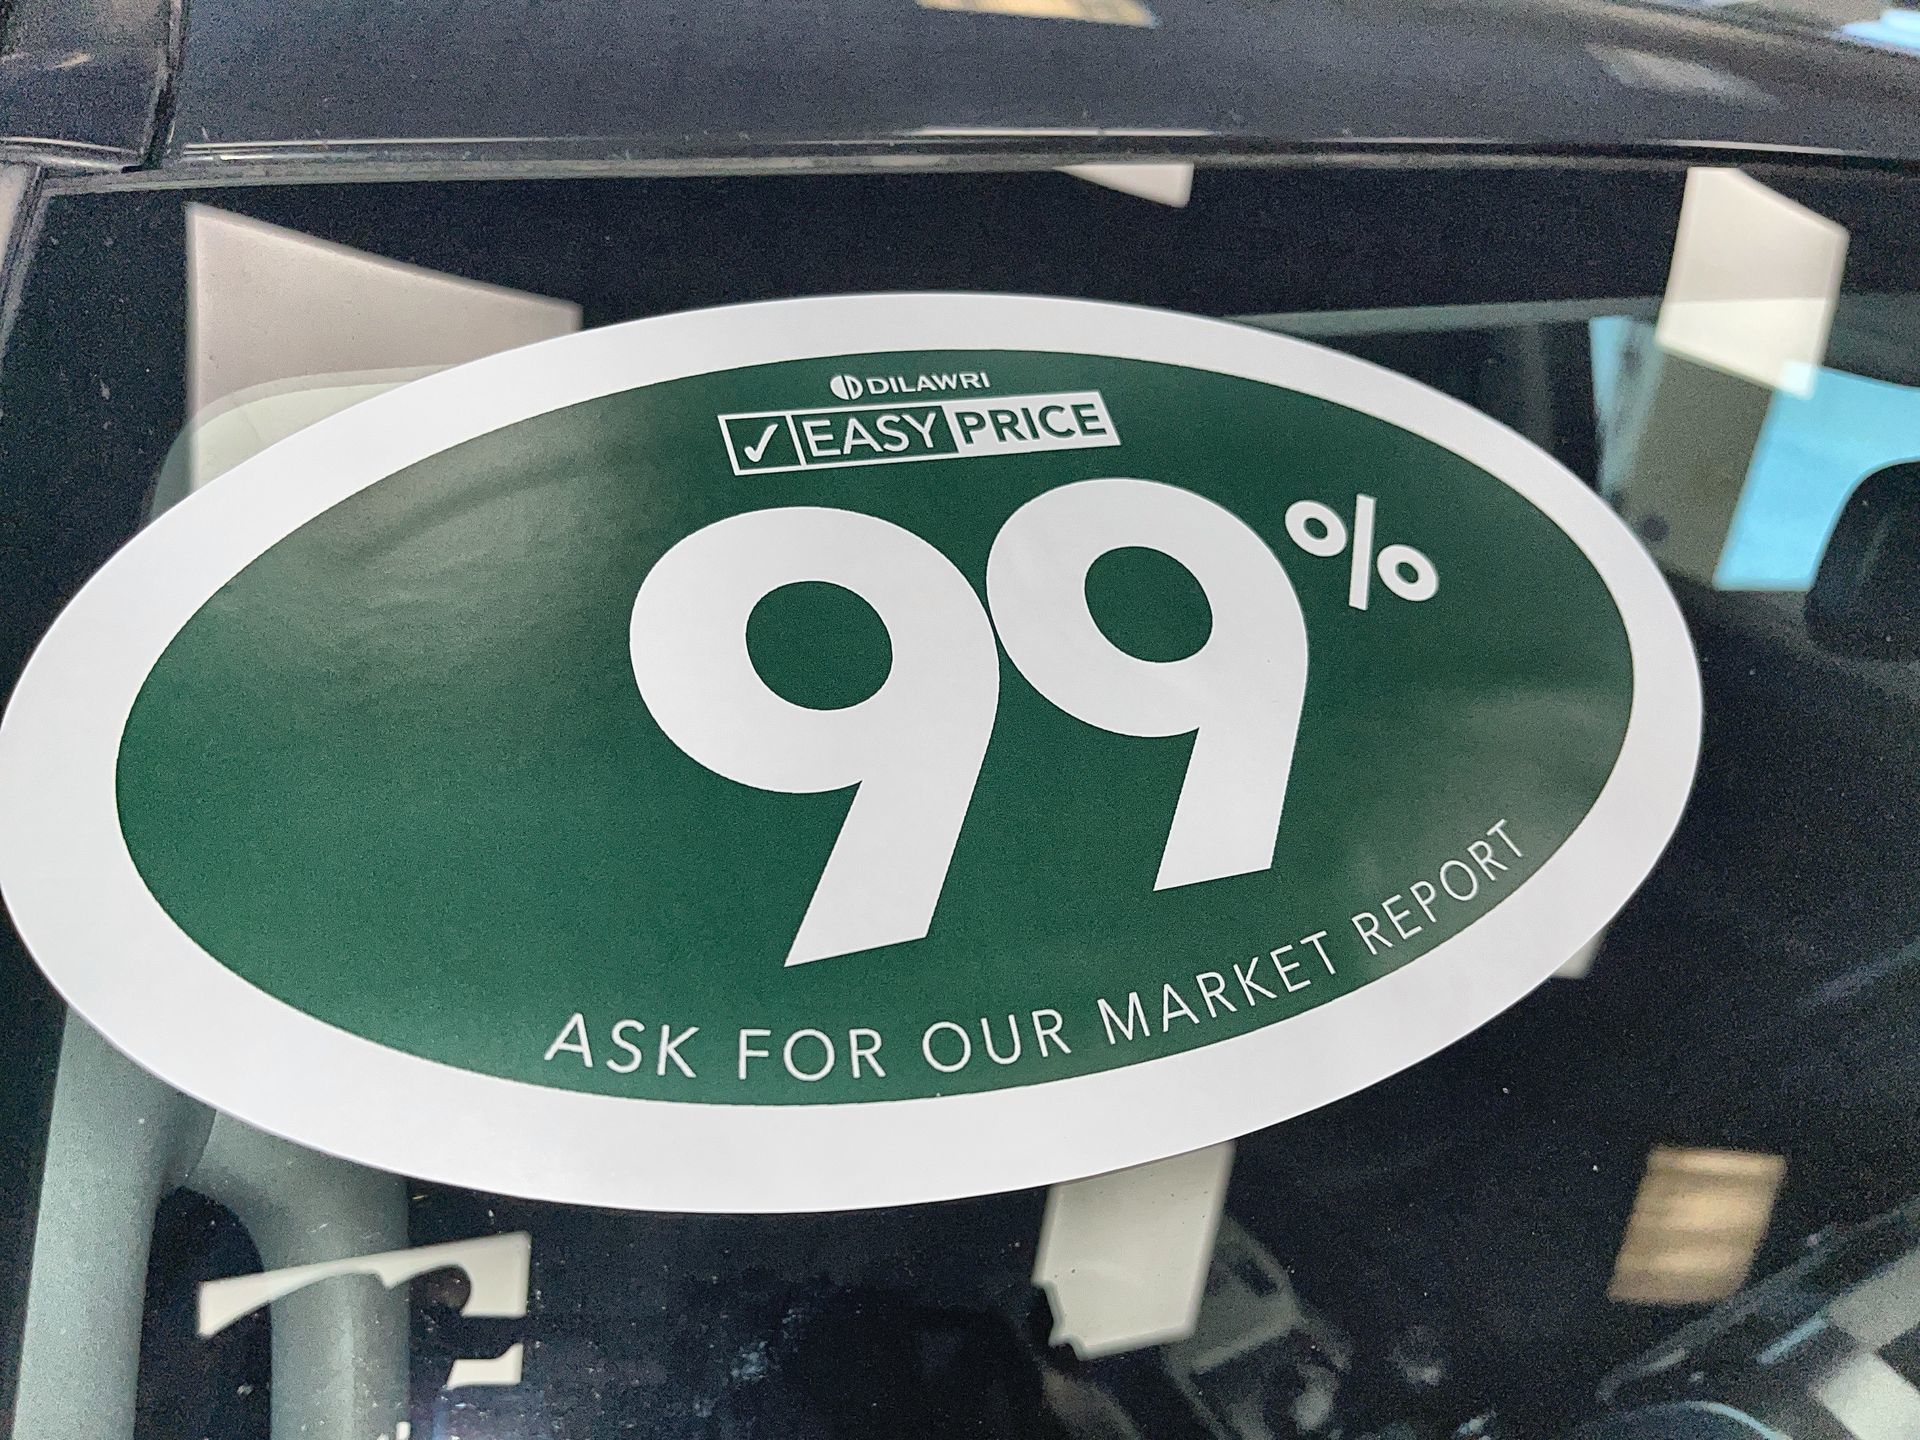 DILAWRI
✓ EASY PRICE
99%
ASK FOR OUR MARKET REPORT